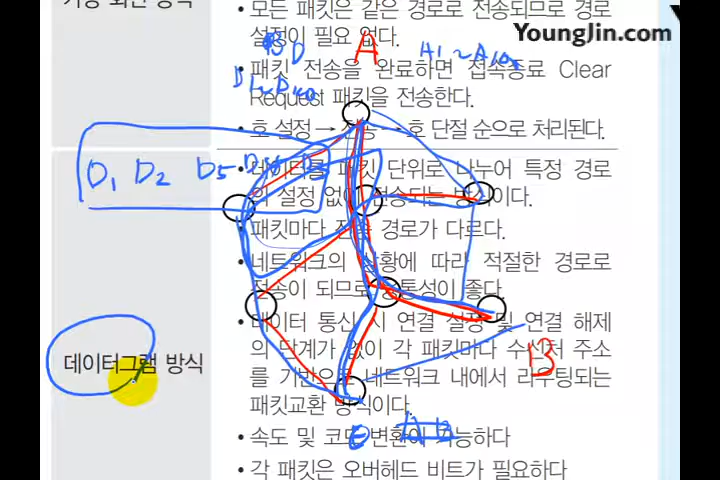 가상 회선 방식
• 모든 패킷은 같은 경로로 전송되므로 경로
설정이 필요 없다.
YoungJin.com
B D
A
A1 ~ A100
• 패킷 전송을 완료하면 접속종료 Clear
D1~D100
Request 패킷을 전송한다.
• 호 설정 → 전송 → 호 단절 순으로 처리된다.
• 데이터를 패킷 단위로 나누어 특정 경로
D1 D2 D5
의 설정 없이 전송되는 방식이다.
• 패킷마다 전송 경로가 다르다.
• 네트워크의 상황에 따라 적절한 경로로
전송이 되므로 융통성이 좋다.
• 데이터 통신 시 연결 설정 및 연결 해제
의 단계가 없이 각 패킷마다 수신처 주소
B
데이터그램 방식
를 기반으로 네트워크 내에서 라우팅되는
패킷교환 방식이다.
• 속도 및 코드 변환이 가능하다
• 각 패킷은 오버헤드 비트가 필요하다